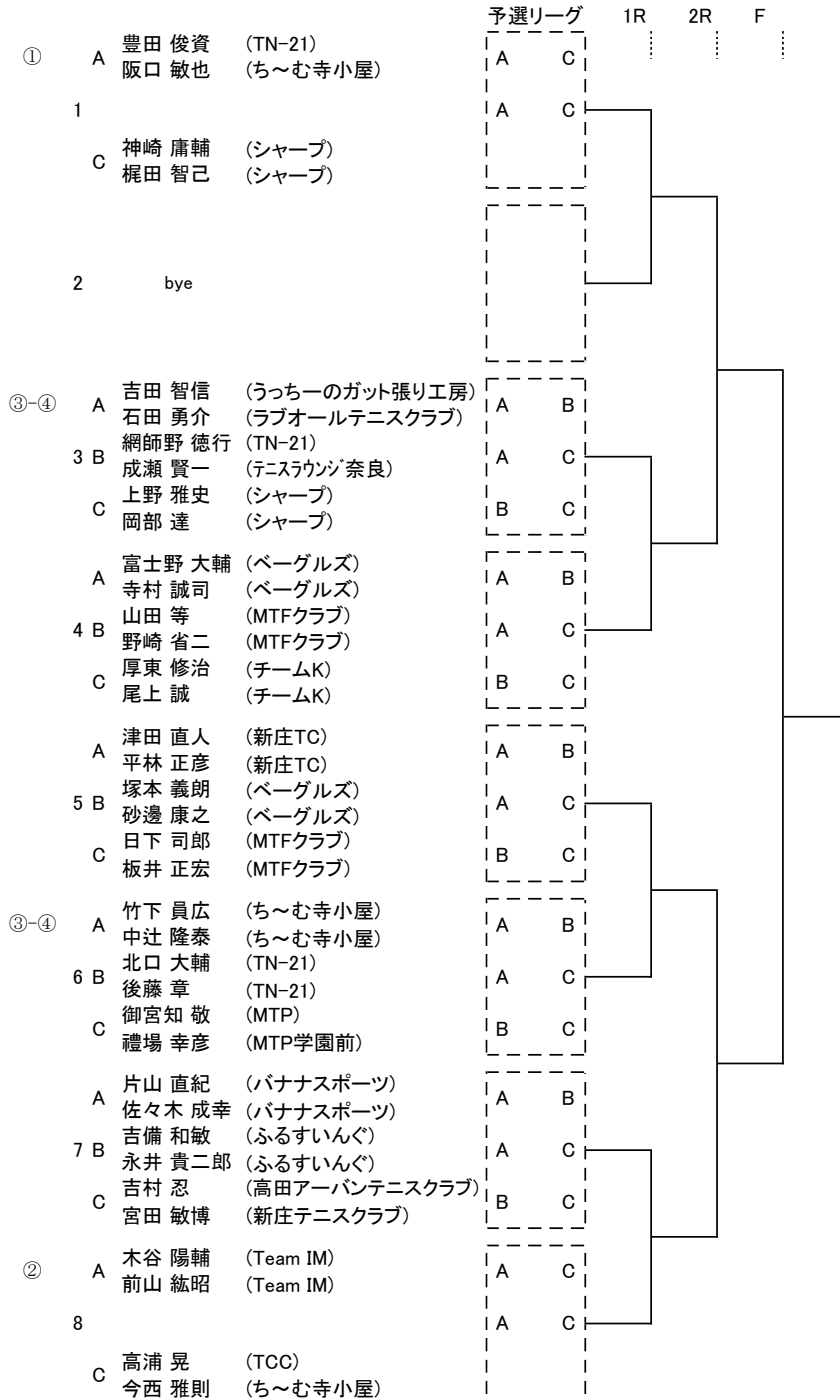 予選リーグ 1R 2R F
① A 豊田 俊資 (TN-21) A C
阪口 敏也 (ち～む寺小屋)
1 A C
C 神崎 庸輔 (シャープ)
梶田 智己 (シャープ)
2 bye
③-④ A 吉田 智信 (うっちーのガット張り工房) A B
石田 勇介 (ラブオールテニスクラブ)
3 B 網師野 徳行 (TN-21) A C
成瀬 賢一 (テニスラウンジ奈良)
C 上野 雅史 (シャープ) B C
岡部 達 (シャープ)
A 富士野 大輔 (ベーグルズ) A B
寺村 誠司 (ベーグルズ)
4 B 山田 等 (MTFクラブ) A C
野崎 省二 (MTFクラブ)
C 厚東 修治 (チームK) B C
尾上 誠 (チームK)
A 津田 直人 (新庄TC) A B
平林 正彦 (新庄TC)
5 B 塚本 義朗 (ベーグルズ) A C
砂邊 康之 (ベーグルズ)
C 日下 司郎 (MTFクラブ) B C
板井 正宏 (MTFクラブ)
③-④ A 竹下 員広 (ち～む寺小屋) A B
中辻 隆泰 (ち～む寺小屋)
6 B 北口 大輔 (TN-21) A C
後藤 章 (TN-21)
C 御宮知 敬 (MTP) B C
禮場 幸彦 (MTP学園前)
A 片山 直紀 (バナナスポーツ) A B
佐々木 成幸 (バナナスポーツ)
7 B 吉備 和敏 (ふるすいんぐ) A C
永井 貴二郎 (ふるすいんぐ)
C 吉村 忍 (高田アーバンテニスクラブ) B C
宮田 敏博 (新庄テニスクラブ)
② A 木谷 陽輔 (Team IM) A C
前山 紘昭 (Team IM)
8 A C
C 高浦 晃 (TCC)
今西 雅則 (ち～む寺小屋)